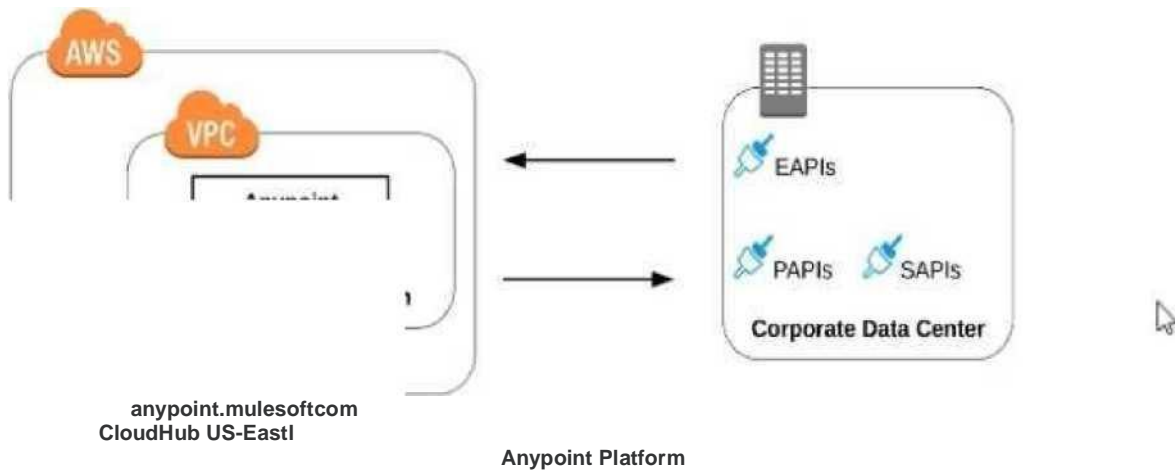 AWS
VPC
EAPIs
PAPIs
SAPIs
Corporate Data Center
anypoint.mulesoftcom
CloudHub US-Eastl
Anypoint Platform